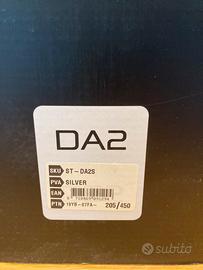 DA2
SKU ST-DA2S
PVA SILVER
EAN
PTN 205/450
subito